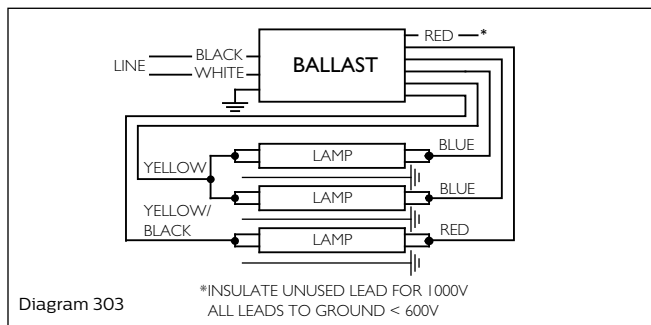 RED *
BLACK
LINE
WHITE
BALLAST
LAMP
BLUE
YELLOW
LAMP
BLUE
YELLOW/
BLACK
LAMP
RED
*INSULATE UNUSED LEAD FOR 1000V
ALL LEADS TO GROUND < 600V
Diagram 303